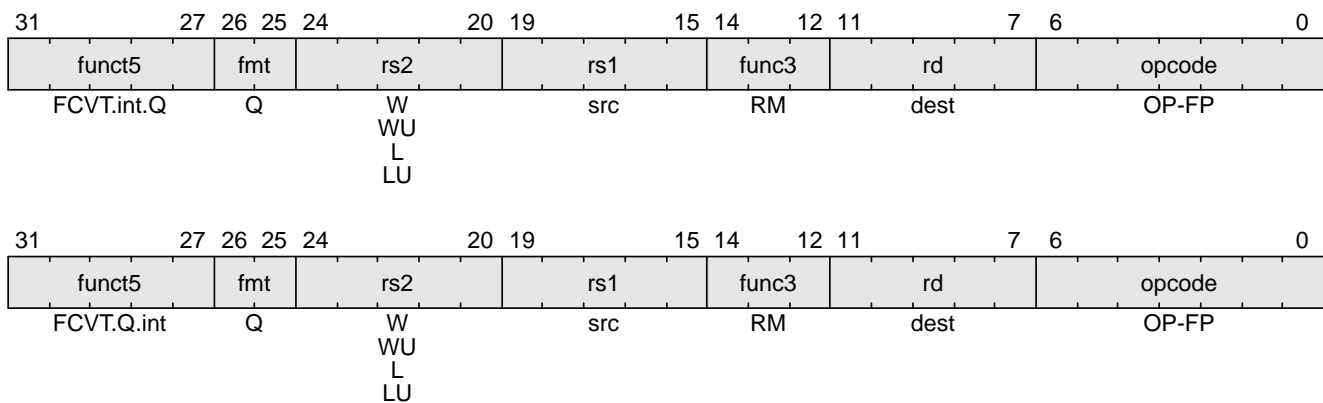 31 27 26 25 24 20 19 15 14 12 11 7 6 0
funct5 fmt rs2 rs1 func3 rd opcode
FCVT.int.Q Q W src RM dest OP-FP
WU
L
LU
31 27 26 25 24 20 19 15 14 12 11 7 6 0
funct5 fmt rs2 rs1 func3 rd opcode
FCVT.Q.int Q W src RM dest OP-FP
WU
L
LU